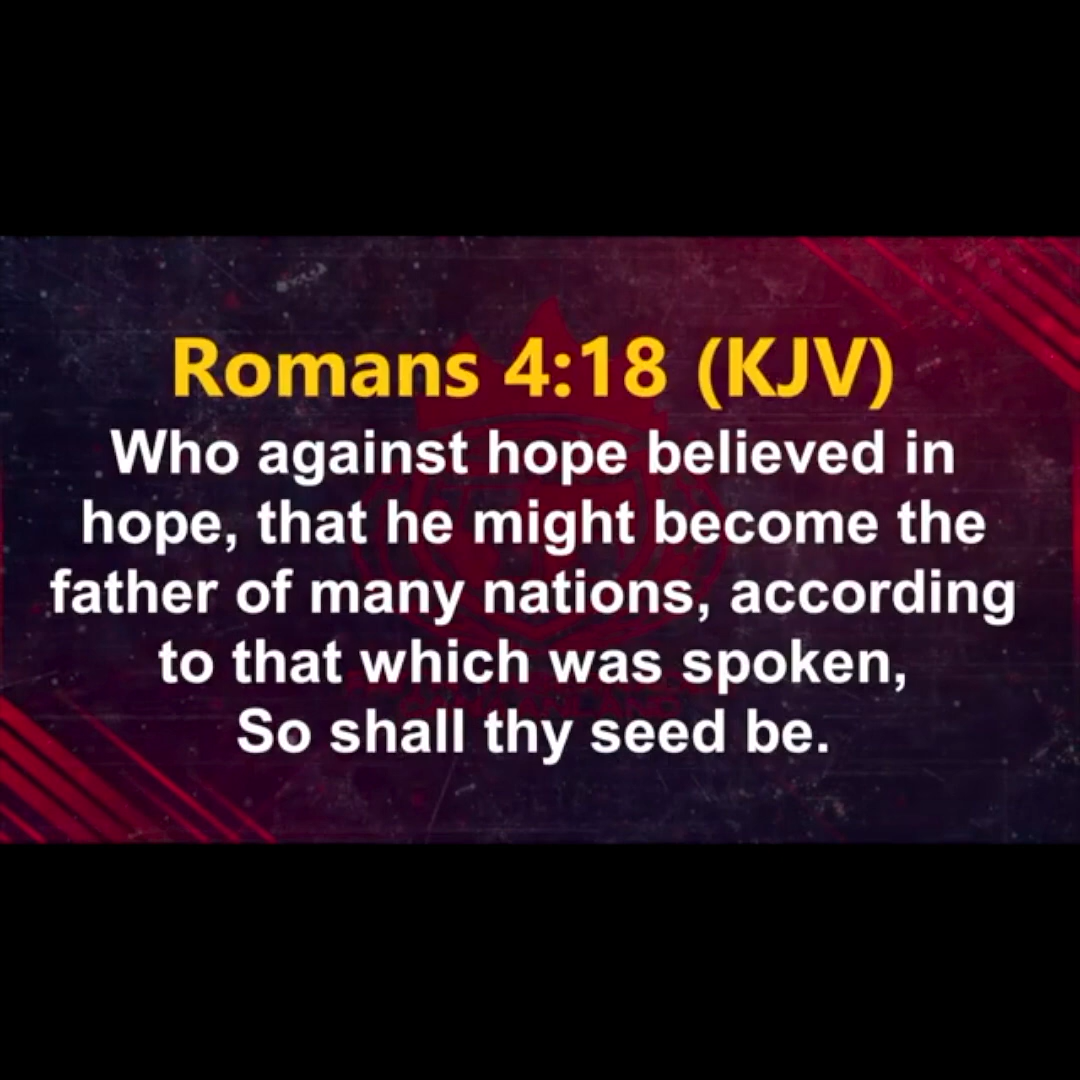 Romans 4:18 (KJV)
Who against hope believed in
hope, that he might become the
father of many nations, according
to that which was spoken,
So shall thy seed be.